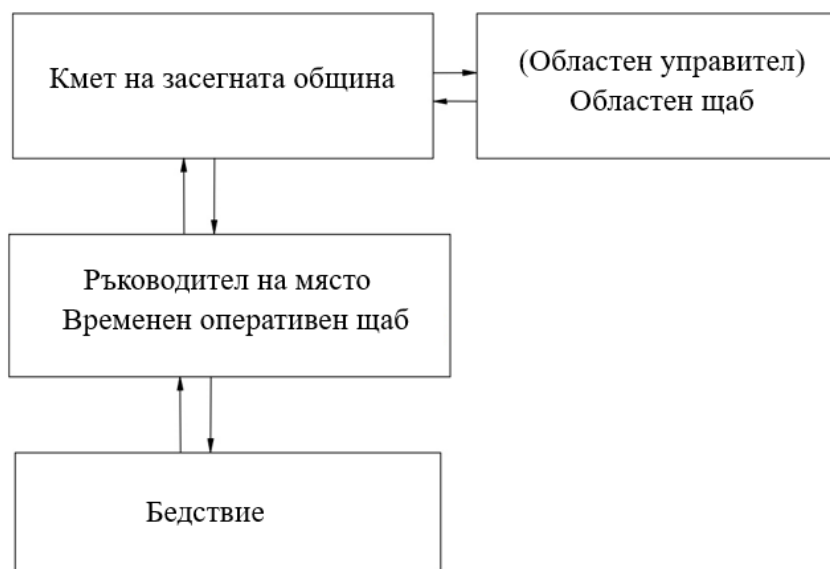 Кмет на засегната община
(Областен управител)
Областен щаб
Ръководител на място
Временен оперативен щаб
Бедствие